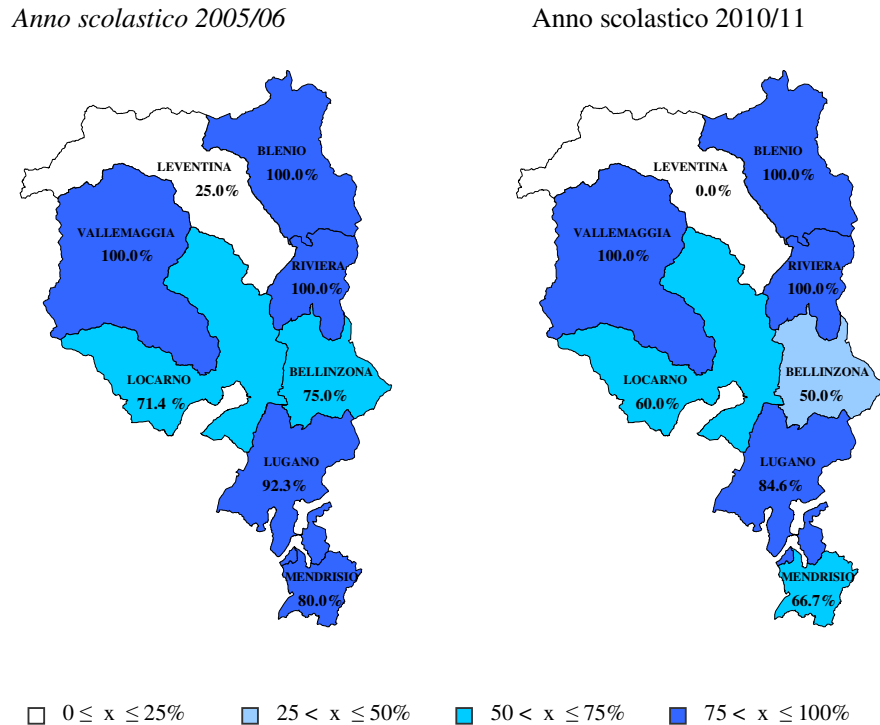 Anno scolastico 2005/06
BLENIO
100.0%
LEVENTINA
25.0%
VALLEMAGGIA
100.0%
RIVIERA
100.0%
LOCARNO
71.4 %
BELLINZONA
75.0%
LUGANO
92.3%
MENDRISIO
80.0%
Anno scolastico 2010/11
BLENIO
100.0%
LEVENTINA
0.0%
VALLEMAGGIA
100.0%
RIVIERA
100.0%
LOCARNO
60.0%
BELLINZONA
50.0%
LUGANO
84.6%
MENDRISIO
66.7%
0 ≤ x ≤ 25%
25 < x ≤ 50%
50 < x ≤ 75%
75 < x ≤ 100%